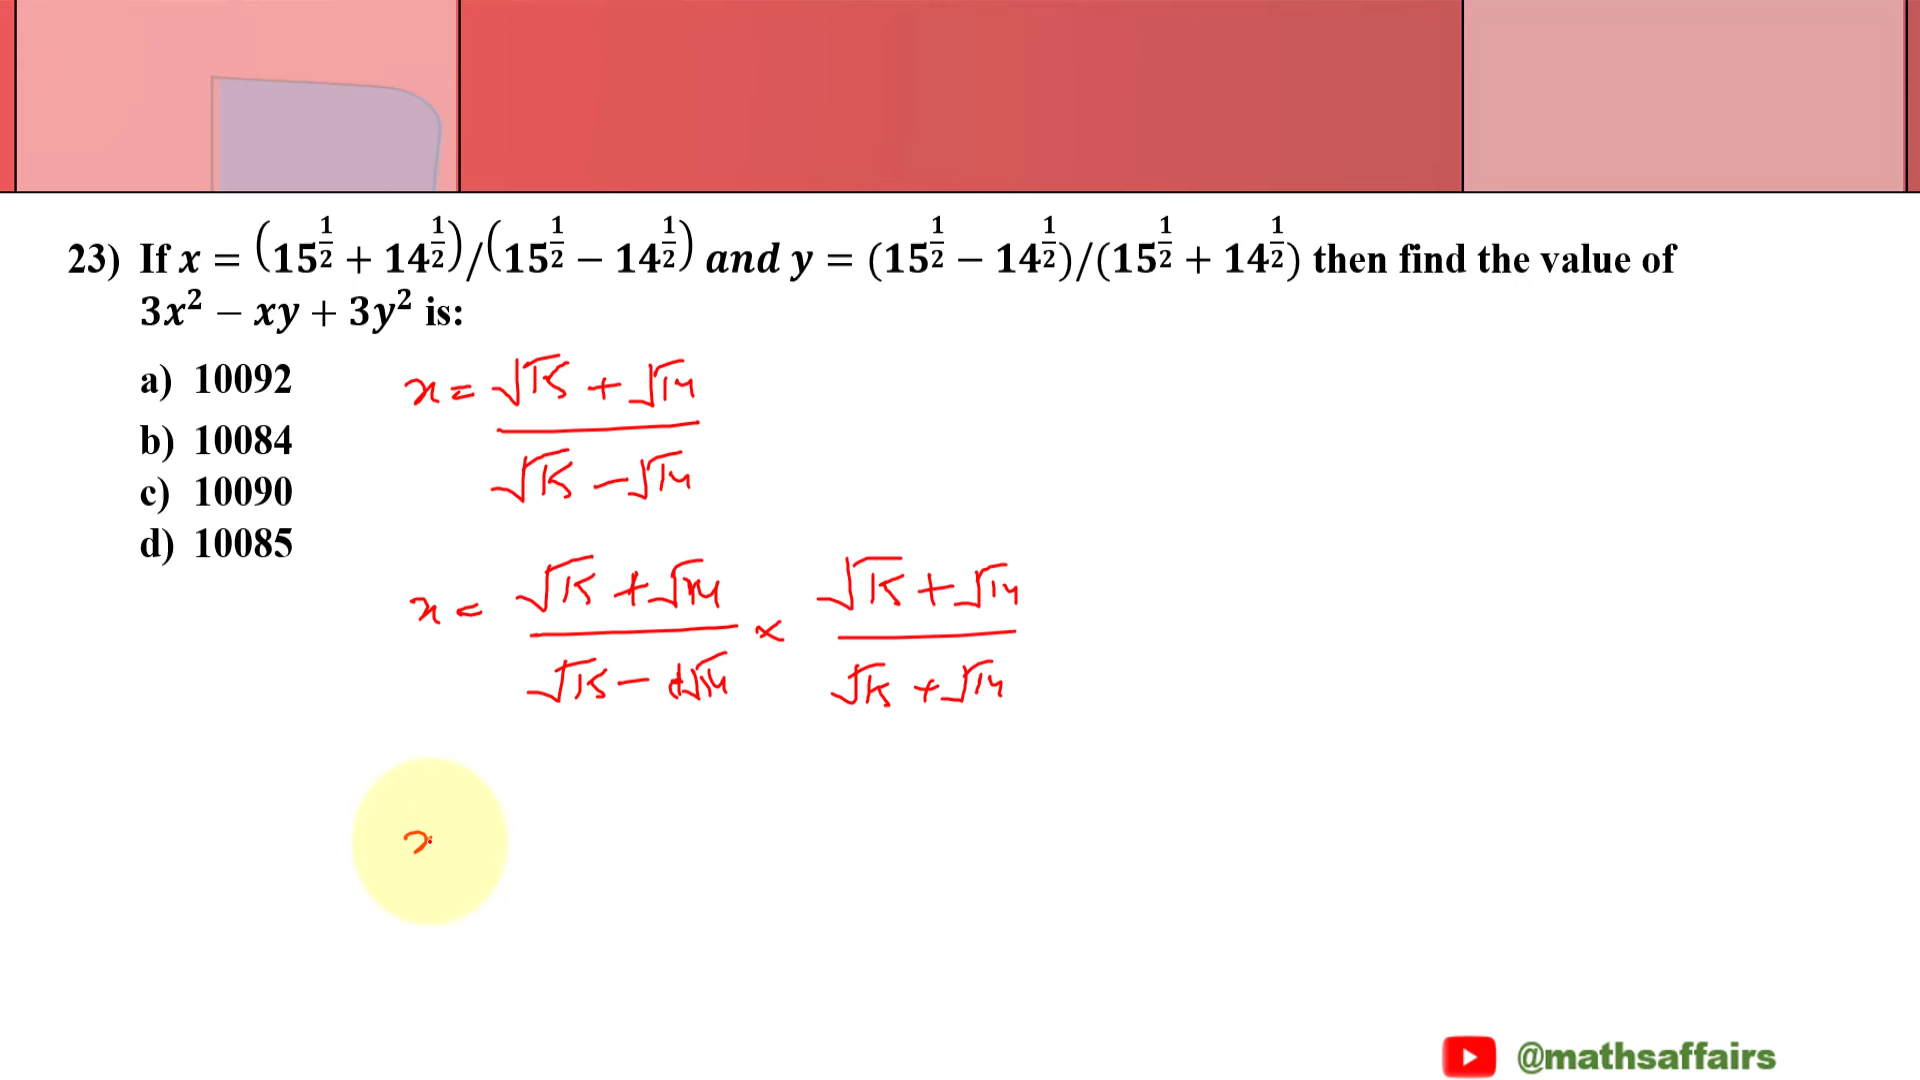 23) If x = (15^{1/2} + 14^{1/2})/(15^{1/2} − 14^{1/2}) and y = (15^{1/2} − 14^{1/2})/(15^{1/2} + 14^{1/2}) then find the value of
3x² − xy + 3y² is:
a) 10092
b) 10084
c) 10090
d) 10085
x = √15 + √14
√15 − √14
x = √15 + √14 × √15 + √14
√15 − √14 √15 + √14
@mathsaffairs